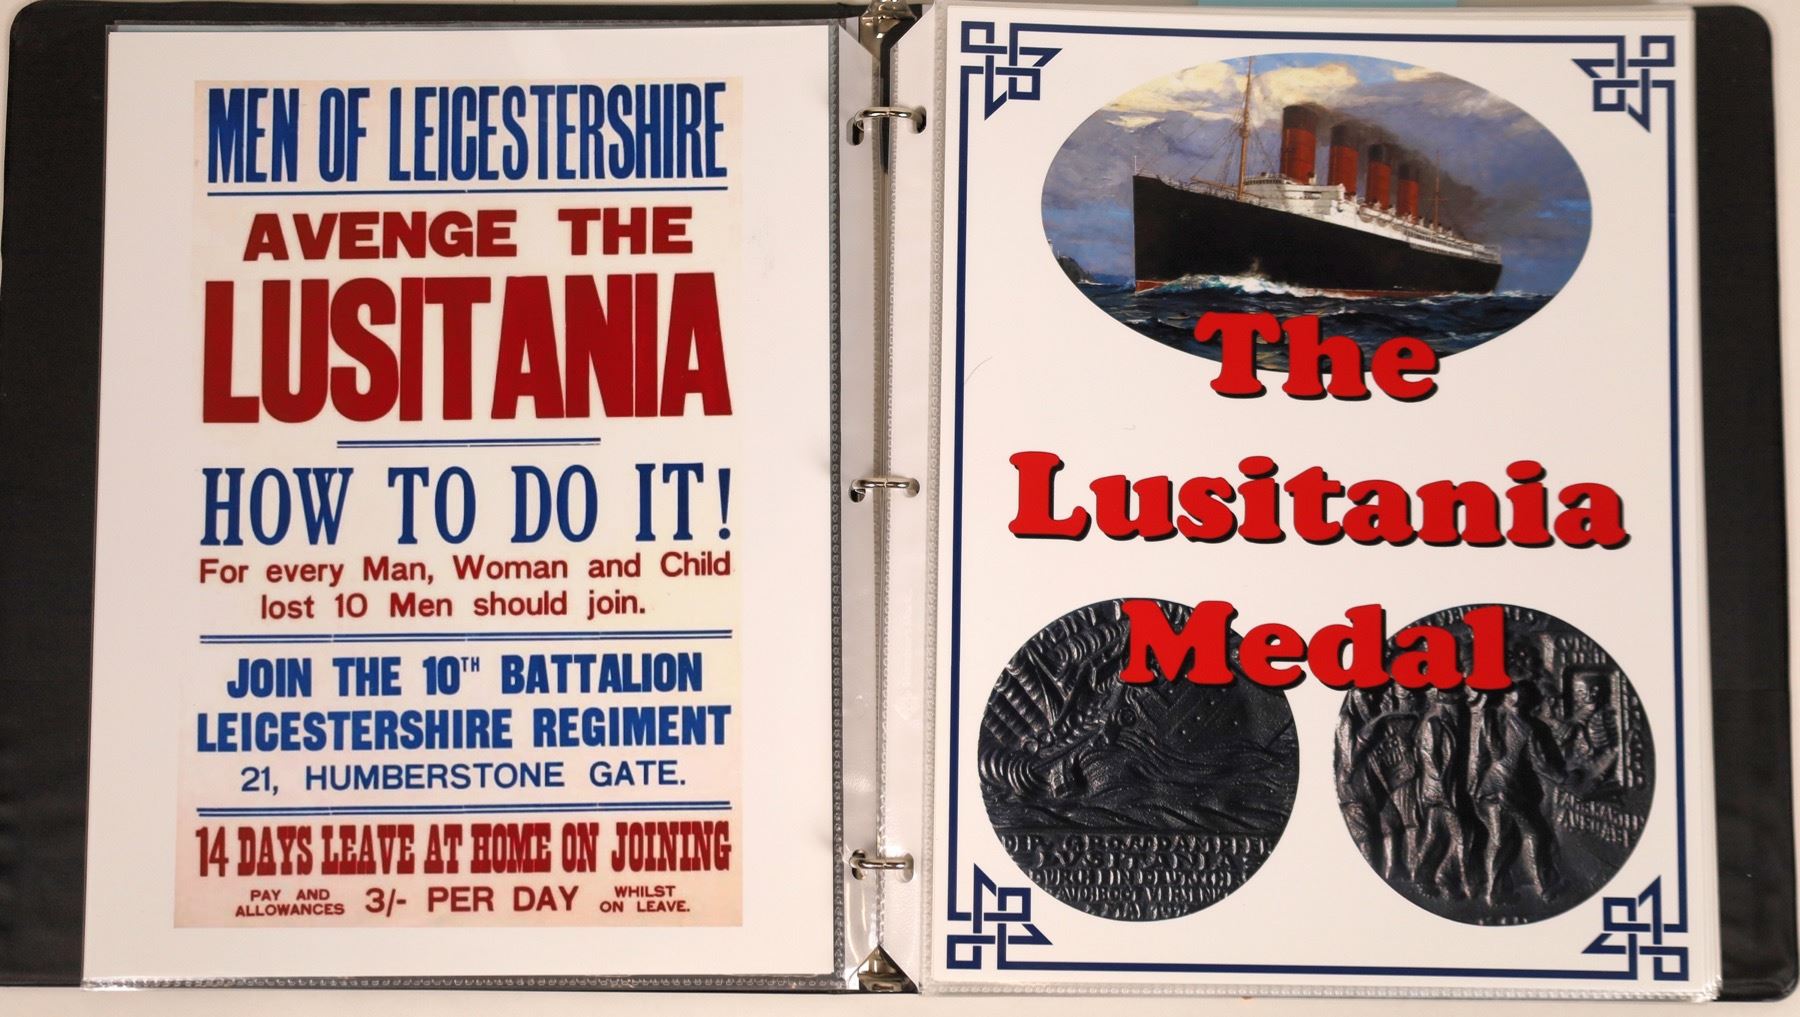 MEN OF LEICESTERSHIRE
AVENGE THE
LUSITANIA
HOW TO DO IT!
For every Man, Woman and Child
lost 10 Men should join.
JOIN THE 10TH BATTALION
LEICESTERSHIRE REGIMENT
21, HUMBERSTONE GATE.
14 DAYS LEAVE AT HOME ON JOINING
PAY AND
ALLOWANCES
3/- PER DAY
WHILST
ON LEAVE.
The
Lusitania
Medal
LUSITANIA